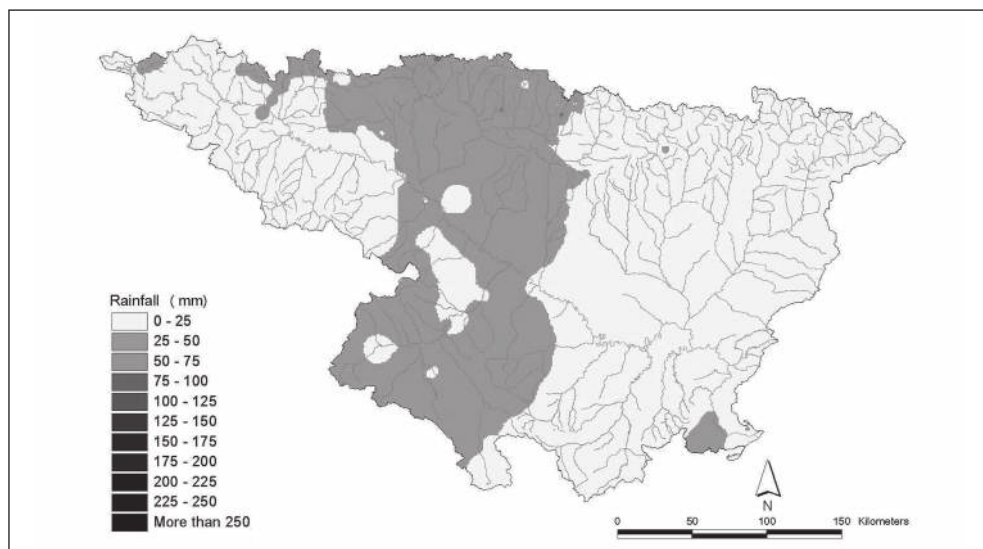 Rainfall (mm)
0 - 25
25 - 50
50 - 75
75 - 100
100 - 125
125 - 150
150 - 175
175 - 200
200 - 225
225 - 250
More than 250
N
0 50 100 150 Kilometers